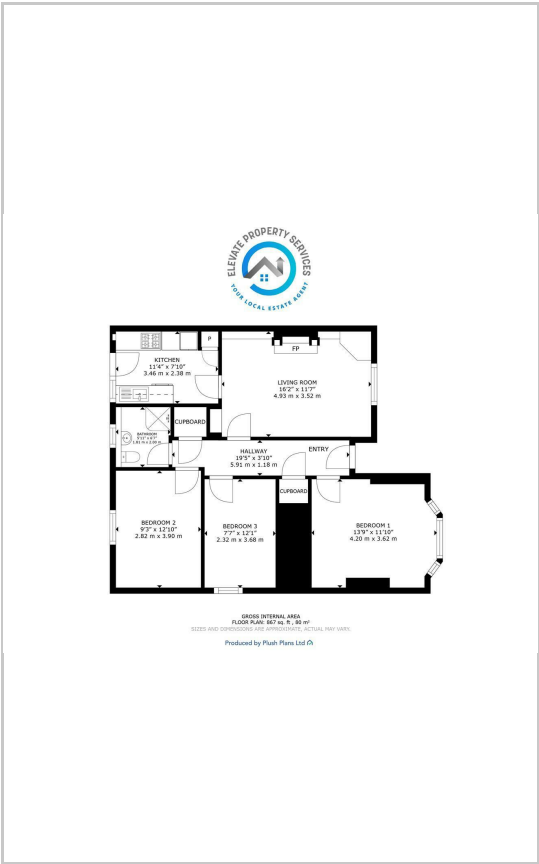 ELEVATE PROPERTY SERVICES
YOUR LOCAL ESTATE AGENT
P
KITCHEN
11'4" x 7'10"
3.46 m x 2.38 m
FP
LIVING ROOM
16'2" x 11'7"
4.93 m x 3.52 m
CUPBOARD
BATHROOM
HALLWAY
19'5" x 3'10"
5.91 m x 1.18 m
ENTRY
CUPBOARD
BEDROOM 2
9'3" x 12'10"
2.82 m x 3.90 m
BEDROOM 3
7'7" x 12'1"
2.32 m x 3.68 m
BEDROOM 1
13'9" x 11'10"
4.20 m x 3.62 m
GROSS INTERNAL AREA
FLOOR PLAN: 867 sq. ft , 80 m²
SIZES AND DIMENSIONS ARE APPROXIMATE, ACTUAL MAY VARY.
Produced by Plush Plans Ltd